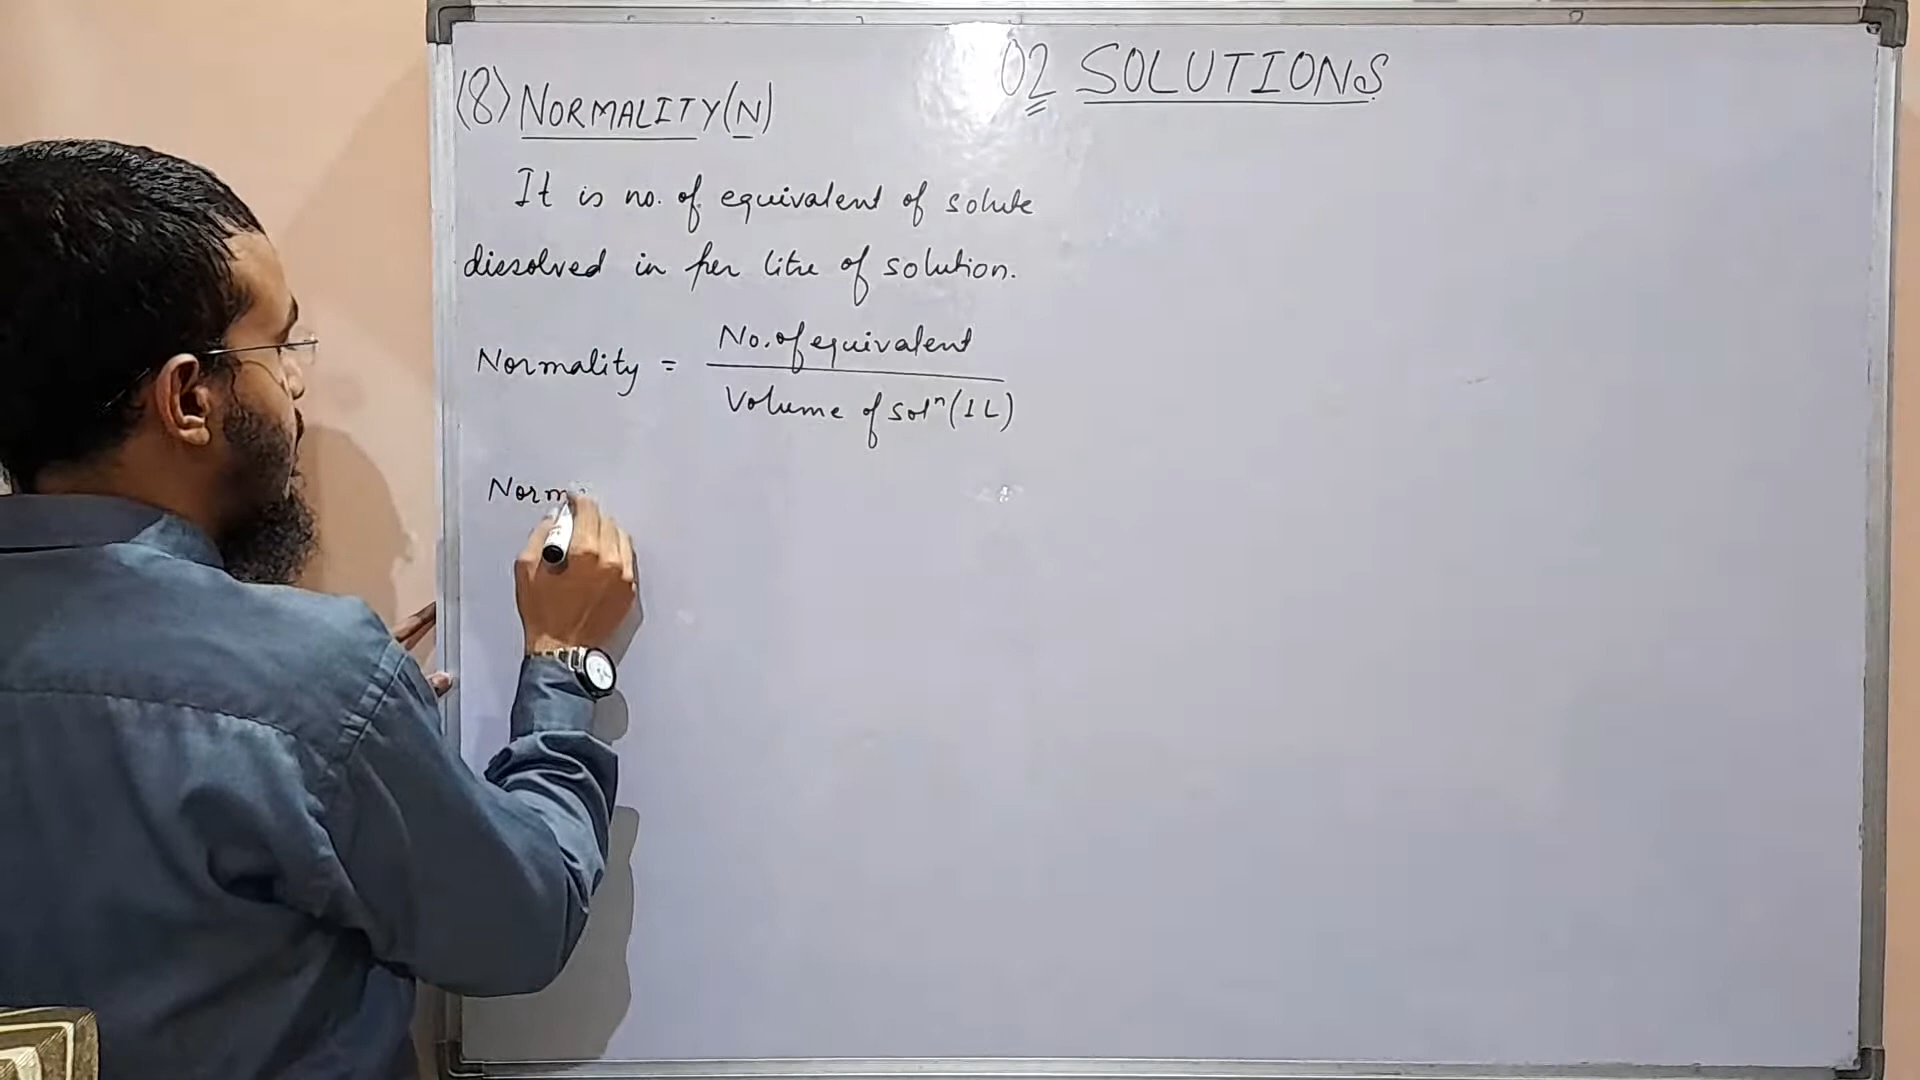 02 SOLUTIONS
(8) NORMALITY (N)
It is no. of equivalent of solute
dissolved in per litre of solution.
Normality = No. of equivalent
Volume of solⁿ (1 L)
Norm